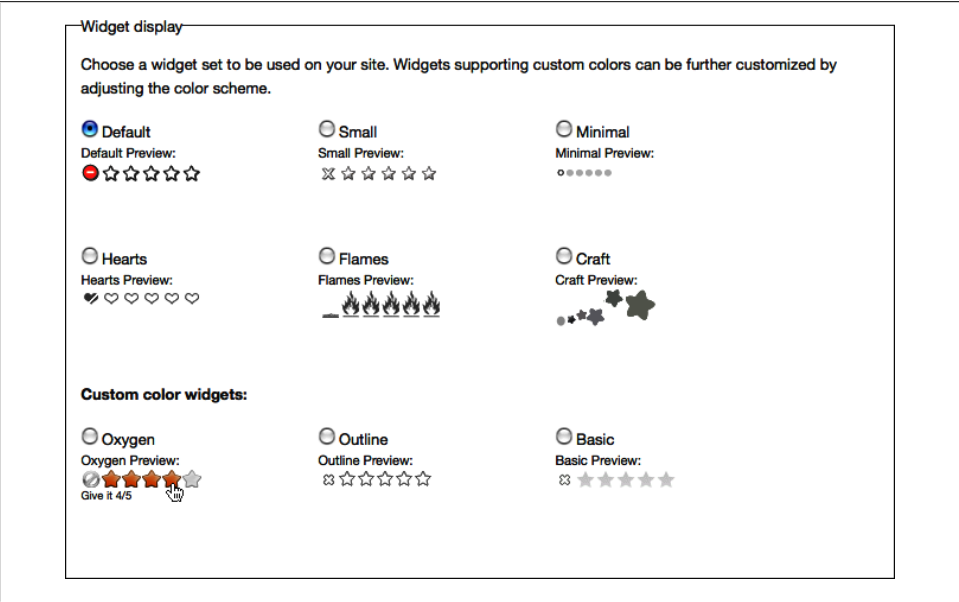 Widget display
Choose a widget set to be used on your site. Widgets supporting custom colors can be further customized by
adjusting the color scheme.
Default
Small
Minimal
Default Preview:
Small Preview:
Minimal Preview:
Hearts
Flames
Craft
Hearts Preview:
Flames Preview:
Craft Preview:
Custom color widgets:
Oxygen
Outline
Basic
Oxygen Preview:
Outline Preview:
Basic Preview:
Give it 4/5